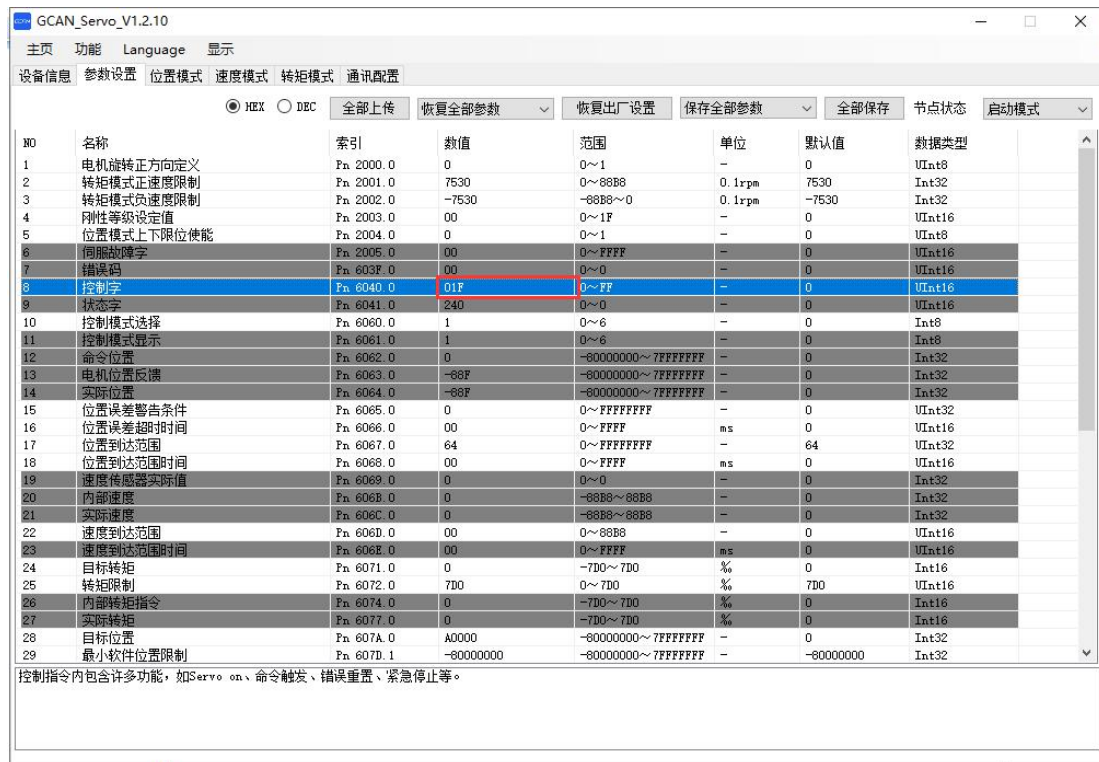 GCAN GCAN_Servo_V1.2.10
主页 功能 Language 显示
设备信息 参数设置 位置模式 速度模式 转矩模式 通讯配置
HEX DEC 全部上传 恢复全部参数 恢复出厂设置 保存全部参数 全部保存 节点状态 启动模式
NO 名称 索引 数值 范围 单位 默认值 数据类型
1 电机旋转正方向定义 Pn 2000.0 0 0~1 - 0 UInt8
2 转矩模式正速度限制 Pn 2001.0 7530 0~88B8 0.1rpm 7530 Int32
3 转矩模式负速度限制 Pn 2002.0 -7530 -88B8~0 0.1rpm -7530 Int32
4 刚性等级设定值 Pn 2003.0 00 0~1F - 0 UInt16
5 位置模式上下限位使能 Pn 2004.0 0 0~1 - 0 UInt8
6 伺服故障字 Pn 2005.0 00 0~FFFF - 0 UInt16
7 错误码 Pn 603F.0 00 0~0 - 0 UInt16
8 控制字 Pn 6040.0 01F 0~FF - 0 UInt16
9 状态字 Pn 6041.0 240 0~0 - 0 UInt16
10 控制模式选择 Pn 6060.0 1 0~6 - 0 Int8
11 控制模式显示 Pn 6061.0 1 0~6 - 0 Int8
12 命令位置 Pn 6062.0 0 -80000000~7FFFFFFF - 0 Int32
13 电机位置反馈 Pn 6063.0 -68F -80000000~7FFFFFFF - 0 Int32
14 实际位置 Pn 6064.0 -68F -80000000~7FFFFFFF - 0 Int32
15 位置误差警告条件 Pn 6065.0 0 0~FFFFFFFF - 0 UInt32
16 位置误差超时时间 Pn 6066.0 00 0~FFFF ms 0 UInt16
17 位置到达范围 Pn 6067.0 64 0~FFFFFFFF - 64 UInt32
18 位置到达范围时间 Pn 6068.0 00 0~FFFF ms 0 UInt16
19 速度传感器实际值 Pn 6069.0 0 0~0 - 0 Int32
20 内部速度 Pn 606B.0 0 -88B8~88B8 - 0 Int32
21 实际速度 Pn 606C.0 0 -88B8~88B8 - 0 Int32
22 速度到达范围 Pn 606D.0 00 0~88B8 - 0 UInt16
23 速度到达范围时间 Pn 606E.0 00 0~FFFF ms 0 UInt16
24 目标转矩 Pn 6071.0 0 -7D0~7D0 ‰ 0 Int16
25 转矩限制 Pn 6072.0 7D0 0~7D0 ‰ 7D0 UInt16
26 内部转矩指令 Pn 6074.0 0 -7D0~7D0 ‰ 0 Int16
27 实际转矩 Pn 6077.0 0 -7D0~7D0 ‰ 0 Int16
28 目标位置 Pn 607A.0 A0000 -80000000~7FFFFFFF - 0 Int32
29 最小软件位置限制 Pn 607D.1 -80000000 -80000000~7FFFFFFF - -80000000 Int32
控制指令内包含许多功能，如Servo on、命令触发、错误重置、紧急停止等。